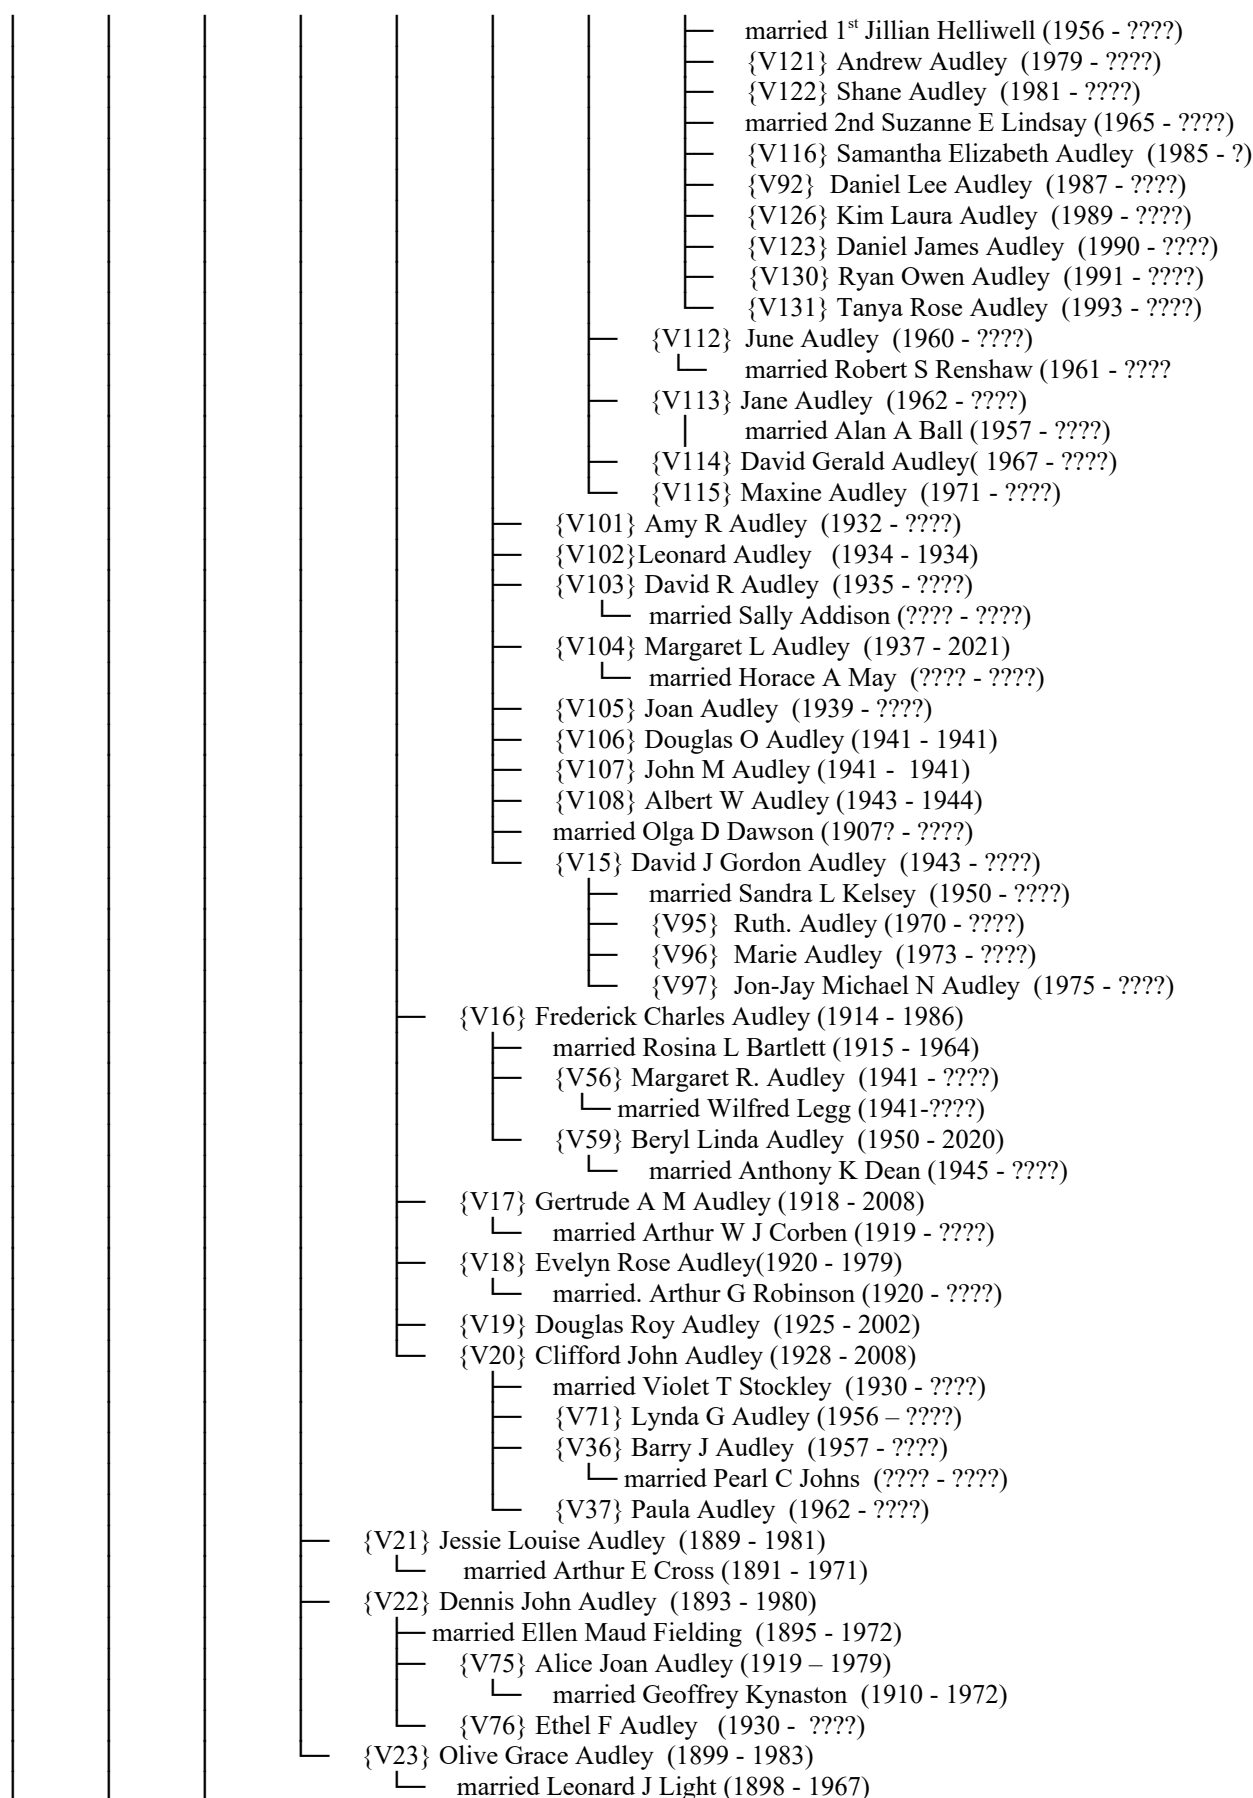 married 1st Jillian Helliwell (1956 - ????)
{V121} Andrew Audley (1979 - ????)
{V122} Shane Audley (1981 - ????)
married 2nd Suzanne E Lindsay (1965 - ????)
{V116} Samantha Elizabeth Audley (1985 - ?)
{V92} Daniel Lee Audley (1987 - ????)
{V126} Kim Laura Audley (1989 - ????)
{V123} Daniel James Audley (1990 - ????)
{V130} Ryan Owen Audley (1991 - ????)
{V131} Tanya Rose Audley (1993 - ????)
{V112} June Audley (1960 - ????)
married Robert S Renshaw (1961 - ????
{V113} Jane Audley (1962 - ????)
married Alan A Ball (1957 - ????)
{V114} David Gerald Audley( 1967 - ????)
{V115} Maxine Audley (1971 - ????)
{V101} Amy R Audley (1932 - ????)
{V102}Leonard Audley (1934 - 1934)
{V103} David R Audley (1935 - ????)
married Sally Addison (???? - ????)
{V104} Margaret L Audley (1937 - 2021)
married Horace A May (???? - ????)
{V105} Joan Audley (1939 - ????)
{V106} Douglas O Audley (1941 - 1941)
{V107} John M Audley (1941 - 1941)
{V108} Albert W Audley (1943 - 1944)
married Olga D Dawson (1907? - ????)
{V15} David J Gordon Audley (1943 - ????)
married Sandra L Kelsey (1950 - ????)
{V95} Ruth. Audley (1970 - ????)
{V96} Marie Audley (1973 - ????)
{V97} Jon-Jay Michael N Audley (1975 - ????)
{V16} Frederick Charles Audley (1914 - 1986)
married Rosina L Bartlett (1915 - 1964)
{V56} Margaret R. Audley (1941 - ????)
married Wilfred Legg (1941-????)
{V59} Beryl Linda Audley (1950 - 2020)
married Anthony K Dean (1945 - ????)
{V17} Gertrude A M Audley (1918 - 2008)
married Arthur W J Corben (1919 - ????)
{V18} Evelyn Rose Audley(1920 - 1979)
married. Arthur G Robinson (1920 - ????)
{V19} Douglas Roy Audley (1925 - 2002)
{V20} Clifford John Audley (1928 - 2008)
married Violet T Stockley (1930 - ????)
{V71} Lynda G Audley (1956 – ????)
{V36} Barry J Audley (1957 - ????)
married Pearl C Johns (???? - ????)
{V37} Paula Audley (1962 - ????)
{V21} Jessie Louise Audley (1889 - 1981)
married Arthur E Cross (1891 - 1971)
{V22} Dennis John Audley (1893 - 1980)
married Ellen Maud Fielding (1895 - 1972)
{V75} Alice Joan Audley (1919 – 1979)
married Geoffrey Kynaston (1910 - 1972)
{V76} Ethel F Audley (1930 - ????)
{V23} Olive Grace Audley (1899 - 1983)
married Leonard J Light (1898 - 1967)